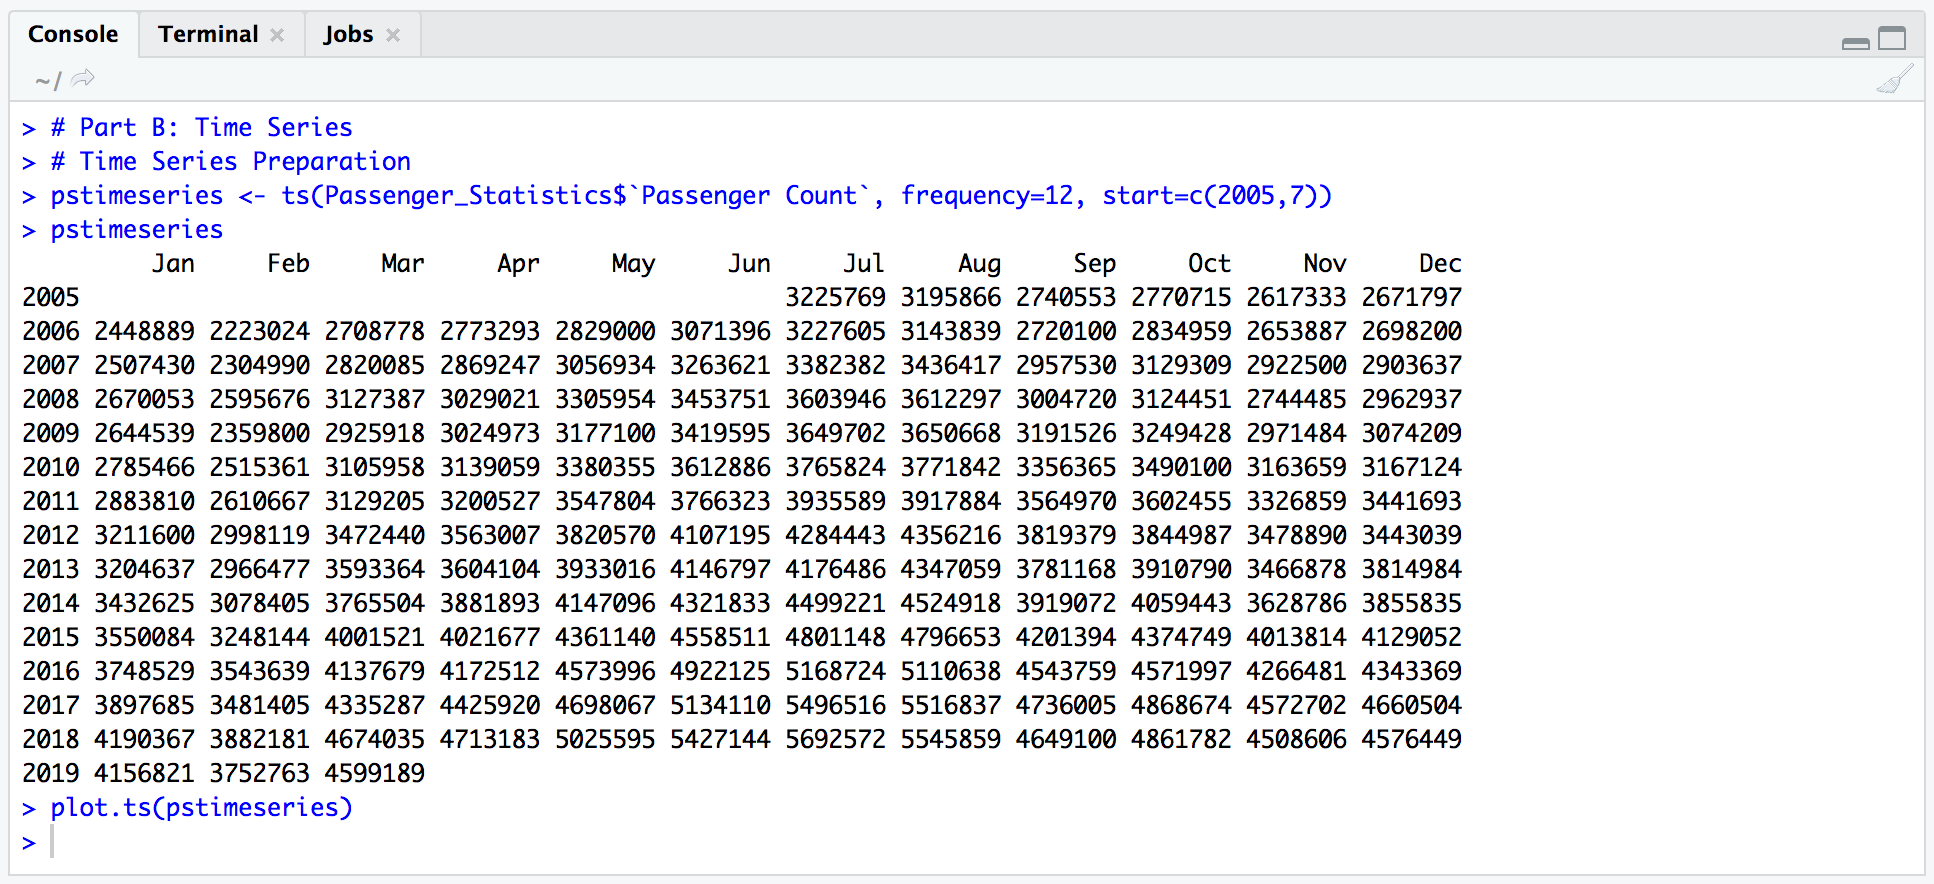 Console Terminal Jobs
~/
> # Part B: Time Series
> # Time Series Preparation
> pstimeseries <- ts(Passenger_Statistics$`Passenger Count`, frequency=12, start=c(2005,7))
> pstimeseries
Jan Feb Mar Apr May Jun Jul Aug Sep Oct Nov Dec
2005 3225769 3195866 2740553 2770715 2617333 2671797
2006 2448889 2223024 2708778 2773293 2829000 3071396 3227605 3143839 2720100 2834959 2653887 2698200
2007 2507430 2304990 2820085 2869247 3056934 3263621 3382382 3436417 2957530 3129309 2922500 2903637
2008 2670053 2595676 3127387 3029021 3305954 3453751 3603946 3612297 3004720 3124451 2744485 2962937
2009 2644539 2359800 2925918 3024973 3177100 3419595 3649702 3650668 3191526 3249428 2971484 3074209
2010 2785466 2515361 3105958 3139059 3380355 3612886 3765824 3771842 3356365 3490100 3163659 3167124
2011 2883810 2610667 3129205 3200527 3547804 3766323 3935589 3917884 3564970 3602455 3326859 3441693
2012 3211600 2998119 3472440 3563007 3820570 4107195 4284443 4356216 3819379 3844987 3478890 3443039
2013 3204637 2966477 3593364 3604104 3933016 4146797 4176486 4347059 3781168 3910790 3466878 3814984
2014 3432625 3078405 3765504 3881893 4147096 4321833 4499221 4524918 3919072 4059443 3628786 3855835
2015 3550084 3248144 4001521 4021677 4361140 4558511 4801148 4796653 4201394 4374749 4013814 4129052
2016 3748529 3543639 4137679 4172512 4573996 4922125 5168724 5110638 4543759 4571997 4266481 4343369
2017 3897685 3481405 4335287 4425920 4698067 5134110 5496516 5516837 4736005 4868674 4572702 4660504
2018 4190367 3882181 4674035 4713183 5025595 5427144 5692572 5545859 4649100 4861782 4508606 4576449
2019 4156821 3752763 4599189
> plot.ts(pstimeseries)
>